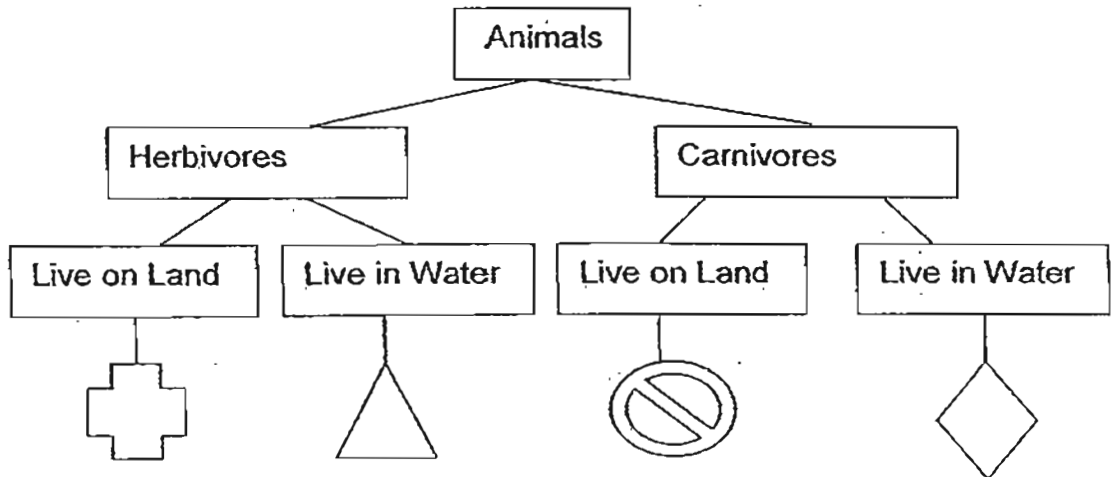 Animals
Herbivores
Carnivores
Live on Land
Live in Water
Live on Land
Live in Water